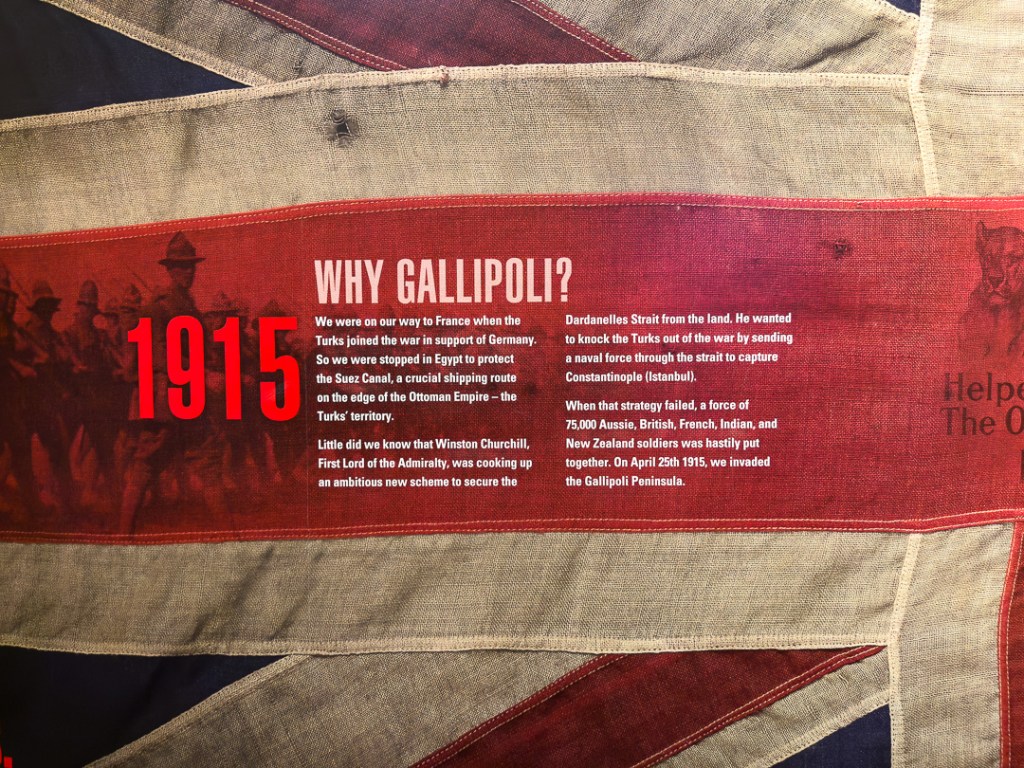 WHY GALLIPOLI?
1915
We were on our way to France when the
Turks joined the war in support of Germany.
So we were stopped in Egypt to protect
the Suez Canal, a crucial shipping route
on the edge of the Ottoman Empire – the
Turks' territory.
Little did we know that Winston Churchill,
First Lord of the Admiralty, was cooking up
an ambitious new scheme to secure the
Dardanelles Strait from the land. He wanted
to knock the Turks out of the war by sending
a naval force through the strait to capture
Constantinople (Istanbul).
When that strategy failed, a force of
75,000 Aussie, British, French, Indian, and
New Zealand soldiers was hastily put
together. On April 25th 1915, we invaded
the Gallipoli Peninsula.
The